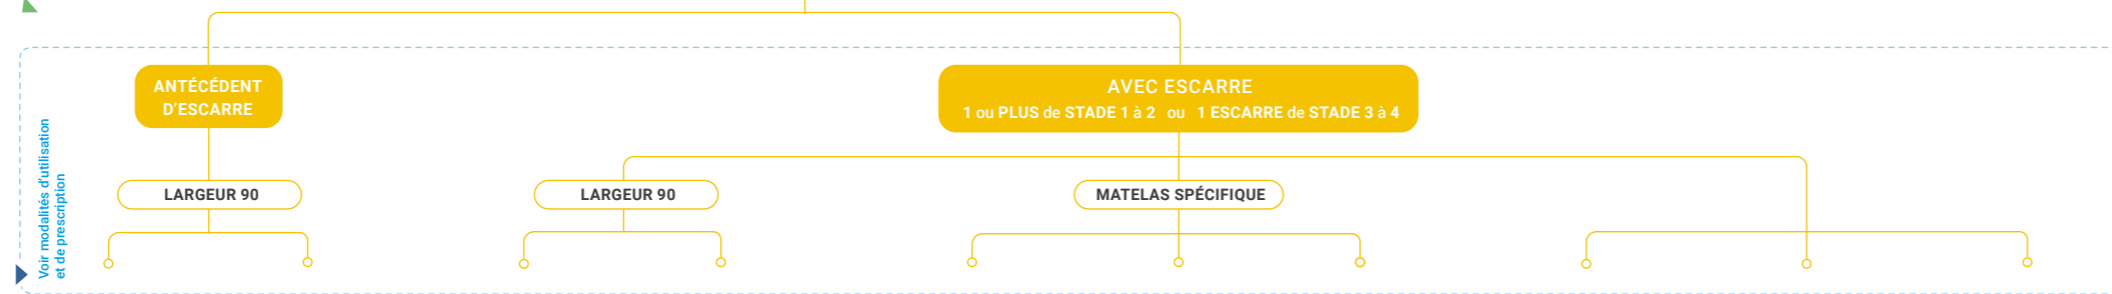 ANTÉCÉDENT
D'ESCARRE
AVEC ESCARRE
1 ou PLUS de STADE 1 à 2 ou 1 ESCARRE de STADE 3 à 4
Voir modalités d'utilisation
et de prescription
LARGEUR 90
LARGEUR 90
MATELAS SPÉCIFIQUE